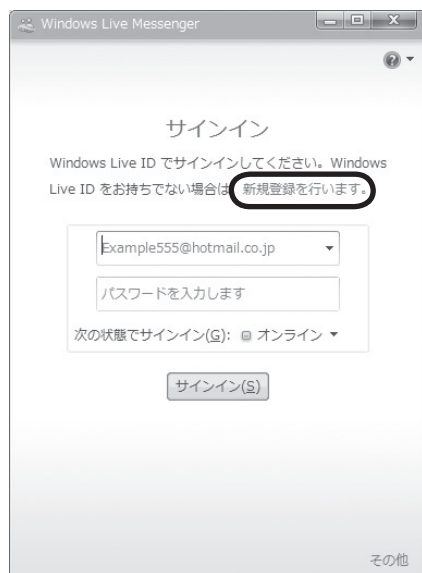 Windows Live Messenger
サインイン
Windows Live ID でサインインしてください。Windows
Live ID をお持ちでない場合は 新規登録を行います。
Example555@hotmail.co.jp
パスワードを入力します
次の状態でサインイン(G): オンライン
サインイン(S)
その他